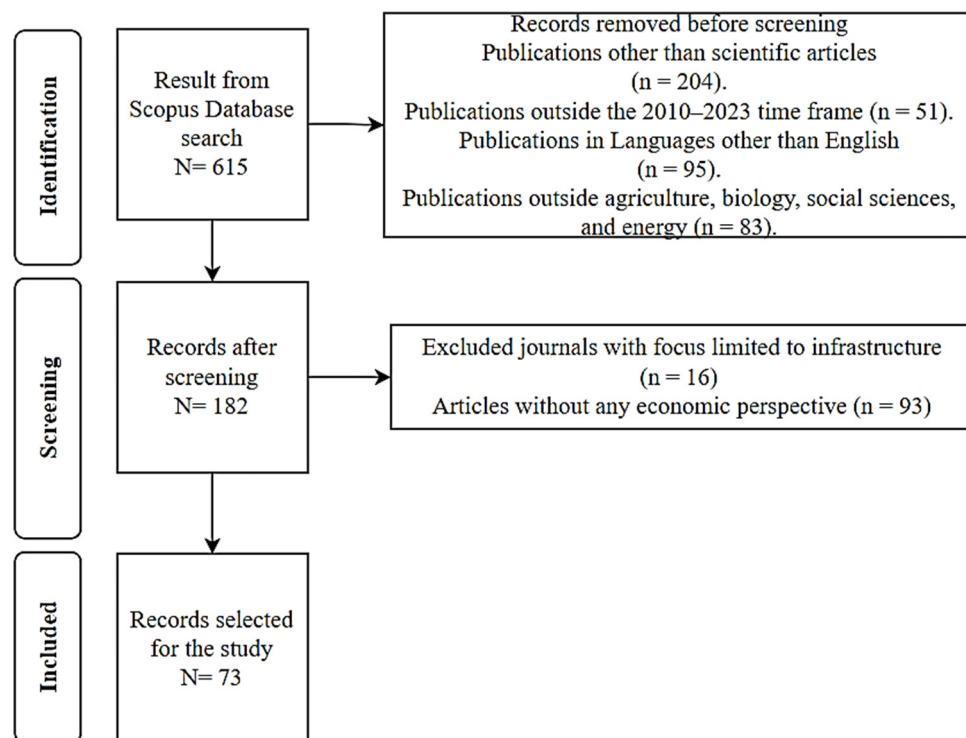 Identification
Result from
Scopus Database
search
N= 615
Records removed before screening
Publications other than scientific articles
(n = 204).
Publications outside the 2010–2023 time frame (n = 51).
Publications in Languages other than English
(n = 95).
Publications outside agriculture, biology, social sciences,
and energy (n = 83).
Screening
Records after
screening
N= 182
Excluded journals with focus limited to infrastructure
(n = 16)
Articles without any economic perspective (n = 93)
Included
Records selected
for the study
N= 73